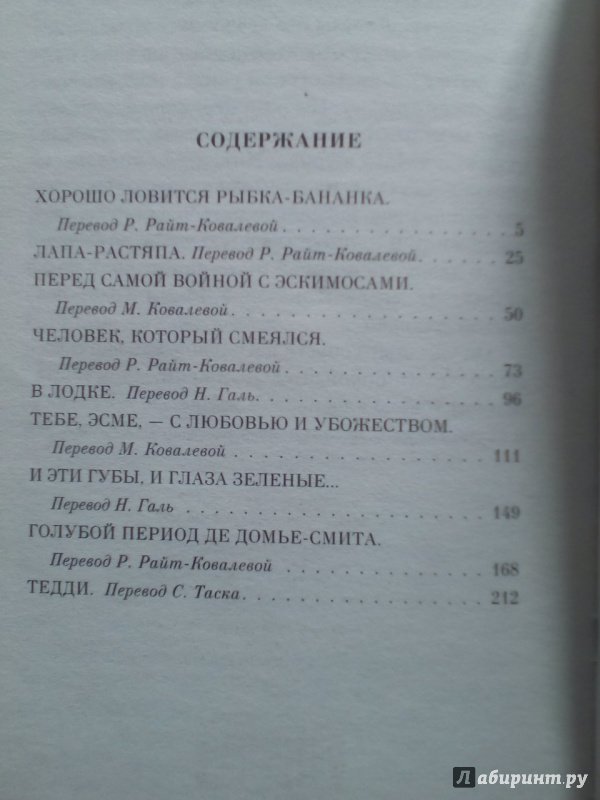 СОДЕРЖАНИЕ
ХОРОШО ЛОВИТСЯ РЫБКА-БАНАНКА.
Перевод Р. Райт-Ковалевой . . . . . . . . . . . . . . . . 5
ЛАПА-РАСТЯПА. Перевод Р. Райт-Ковалевой. . . . . . 25
ПЕРЕД САМОЙ ВОЙНОЙ С ЭСКИМОСАМИ.
Перевод М. Ковалевой . . . . . . . . . . . . . . . . . . . 50
ЧЕЛОВЕК, КОТОРЫЙ СМЕЯЛСЯ.
Перевод Р. Райт-Ковалевой . . . . . . . . . . . . . . . 73
В ЛОДКЕ. Перевод Н. Галь. . . . . . . . . . . . . . . . . 96
ТЕБЕ, ЭСМЕ, — С ЛЮБОВЬЮ И УБОЖЕСТВОМ.
Перевод М. Ковалевой . . . . . . . . . . . . . . . . . . 111
И ЭТИ ГУБЫ, И ГЛАЗА ЗЕЛЕНЫЕ...
Перевод Н. Галь . . . . . . . . . . . . . . . . . . . . . . 149
ГОЛУБОЙ ПЕРИОД ДЕ ДОМЬЕ-СМИТА.
Перевод Р. Райт-Ковалевой . . . . . . . . . . . . . . 168
ТЕДДИ. Перевод С. Таска. . . . . . . . . . . . . . . . . 212
Лабиринт.ру